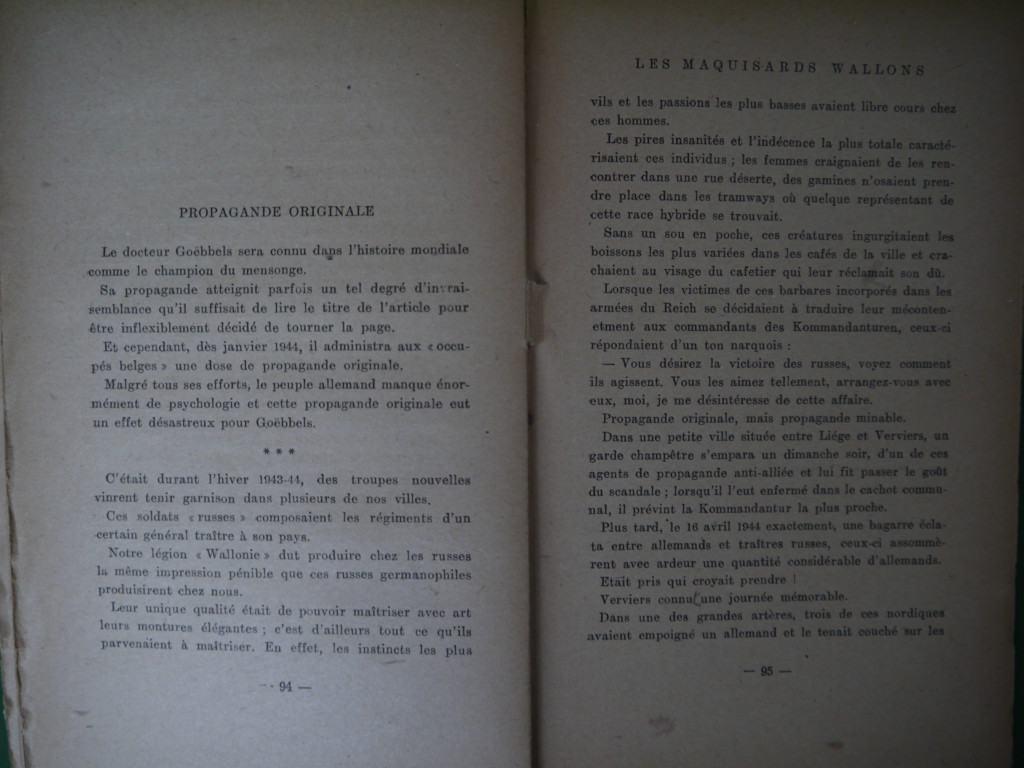 PROPAGANDE ORIGINALE
Le docteur Goëbbels sera connu dans l'histoire mondiale
comme le champion du mensonge.
Sa propagande atteignit parfois un tel degré d'invrai-
semblance qu'il suffisait de lire le titre de l'article pour
être inflexiblement décidé de tourner la page.
Et cependant, dès janvier 1944, il administra aux « occu-
pés belges » une dose de propagande originale.
Malgré tous ses efforts, le peuple allemand manque énor-
mément de psychologie et cette propagande originale eut
un effet désastreux pour Goëbbels.
* * *
C'était durant l'hiver 1943-44, des troupes nouvelles
vinrent tenir garnison dans plusieurs de nos villes.
Ces soldats « russes » composaient les régiments d'un
certain général traître à son pays.
Notre légion « Wallonie » dut produire chez les russes
la même impression pénible que ces russes germanophiles
produisirent chez nous.
Leur unique qualité était de pouvoir maîtriser avec art
leurs montures élégantes ; c'est d'ailleurs tout ce qu'ils
parvenaient à maîtriser. En effet, les instincts les plus
— 94 —
LES MAQUISARDS WALLONS
vils et les passions les plus basses avaient libre cours chez
ces hommes.
Les pires insanités et l'indécence la plus totale caracté-
risaient ces individus ; les femmes craignaient de les ren-
contrer dans une rue déserte, des gamines n'osaient pren-
dre place dans les tramways où quelque représentant de
cette race hybride se trouvait.
Sans un sou en poche, ces créatures ingurgitaient les
boissons les plus variées dans les cafés de la ville et cra-
chaient au visage du cafetier qui leur réclamait son dû.
Lorsque les victimes de ces barbares incorporés dans les
armées du Reich se décidaient à traduire leur méconten-
etment aux commandants des Kommandanturen, ceux-ci
répondaient d'un ton narquois :
— Vous désirez la victoire des russes, voyez comment
ils agissent. Vous les aimez tellement, arrangez-vous avec
eux, moi, je me désintéresse de cette affaire.
Propagande originale, mais propagande minable.
Dans une petite ville située entre Liége et Verviers, un
garde champêtre s'empara un dimanche soir, d'un de ces
agents de propagande anti-alliée et lui fit passer le goût
du scandale ; lorsqu'il l'eut enfermé dans le cachot commu-
nal, il prévint la Kommandantur la plus proche.
Plus tard, le 16 avril 1944 exactement, une bagarre écla-
ta entre allemands et traîtres russes, ceux-ci assommè-
rent avec ardeur une quantité considérable d'allemands.
Etait pris qui croyait prendre !
Verviers connut une journée mémorable.
Dans une des grandes artères, trois de ces nordiques
avaient empoigné un allemand et le tenait couché sur les
— 95 —